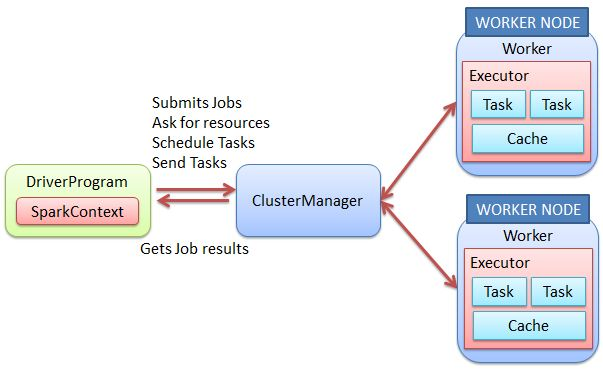 Submits Jobs
Ask for resources
Schedule Tasks
Send Tasks
DriverProgram
SparkContext
Gets Job results
ClusterManager
WORKER NODE
Worker
Executor
Task Task
Cache
WORKER NODE
Worker
Executor
Task Task
Cache